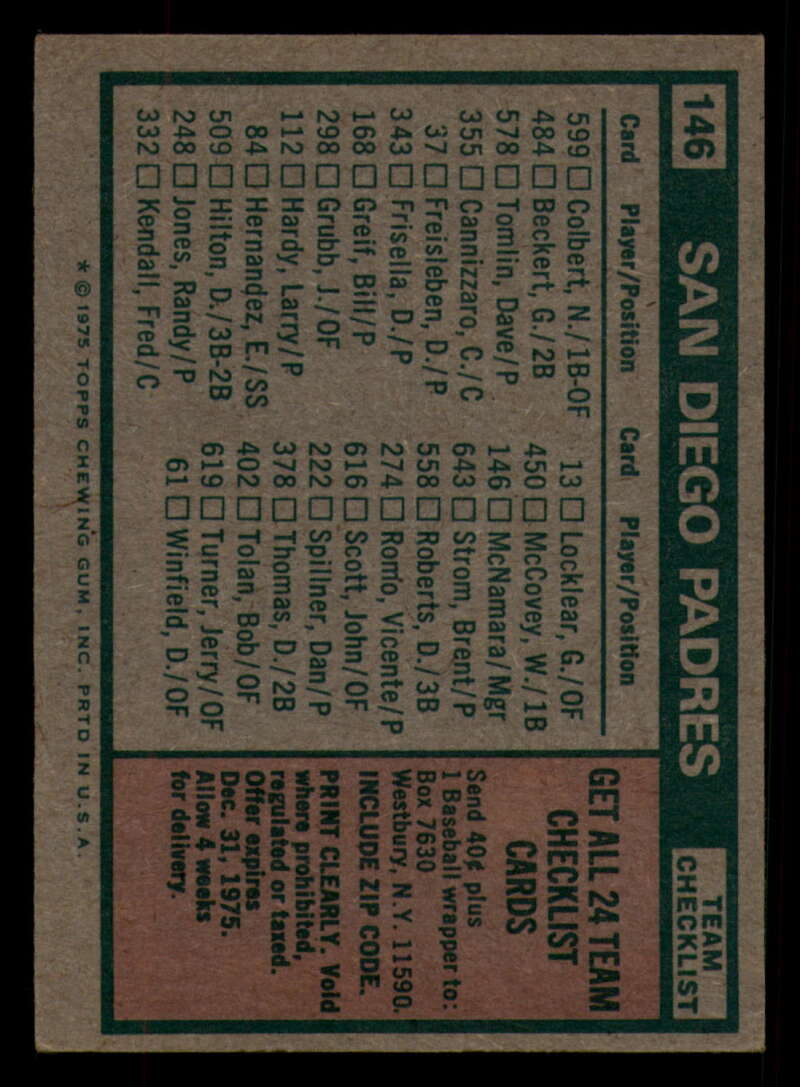 146 SAN DIEGO PADRES TEAM CHECKLIST
Card Player/Position Card Player/Position
599 Colbert, N./1B-OF
484 Beckert, G./2B
578 Tomlin, Dave/P
355 Cannizzaro, C./C
37 Freisleben, D./P
343 Frisella, D./P
168 Greif, Bill/P
298 Grubb, J./OF
112 Hardy, Larry/P
84 Hernandez, E./SS
509 Hilton, D./3B-2B
248 Jones, Randy/P
332 Kendall, Fred/C
13 Locklear, G./OF
450 McCovey, W./1B
146 McNamara/Mgr
643 Strom, Brent/P
558 Roberts, D./3B
274 Romo, Vicente/P
616 Scott, John/OF
222 Spillner, Dan/P
378 Thomas, D./2B
402 Tolan, Bob/OF
619 Turner, Jerry/OF
61 Winfield, D./OF
GET ALL 24 TEAM
CHECKLIST
CARDS
Send 40¢ plus
1 Baseball wrapper to:
Box 7630
Westbury, N.Y. 11590.
INCLUDE ZIP CODE.
PRINT CLEARLY. Void
where prohibited,
regulated or taxed.
Offer expires
Dec. 31, 1975.
Allow 4 weeks
for delivery.
* © 1975 TOPPS CHEWING GUM, INC. PRTD IN U.S.A.